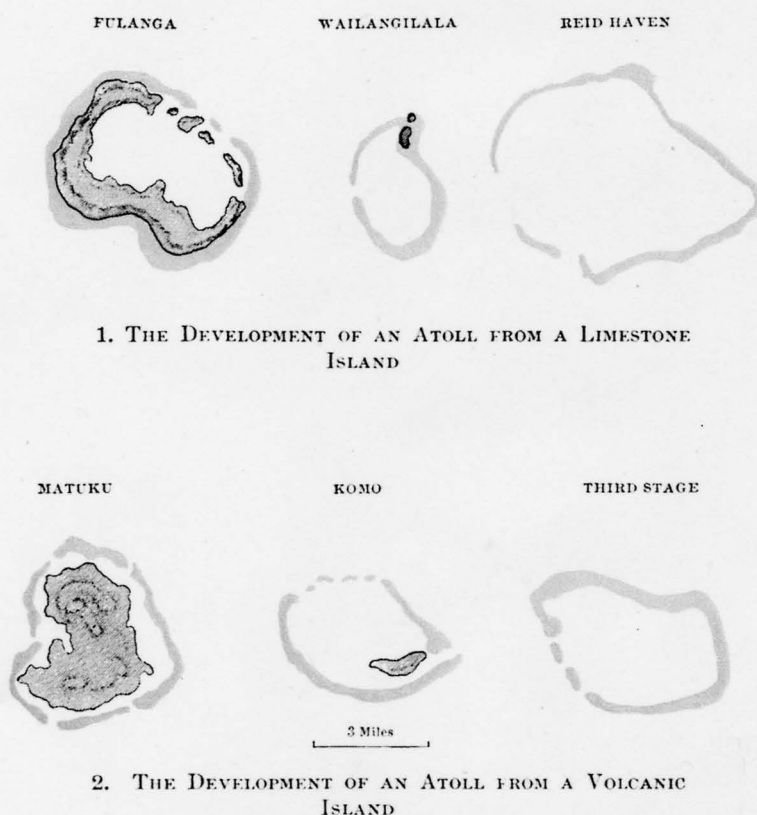 FULANGA WAILANGILALA REID HAVEN
1. THE DEVELOPMENT OF AN ATOLL FROM A LIMESTONE
ISLAND
MATUKU KOMO THIRD STAGE
3 Miles
2. THE DEVELOPMENT OF AN ATOLL FROM A VOLCANIC
ISLAND